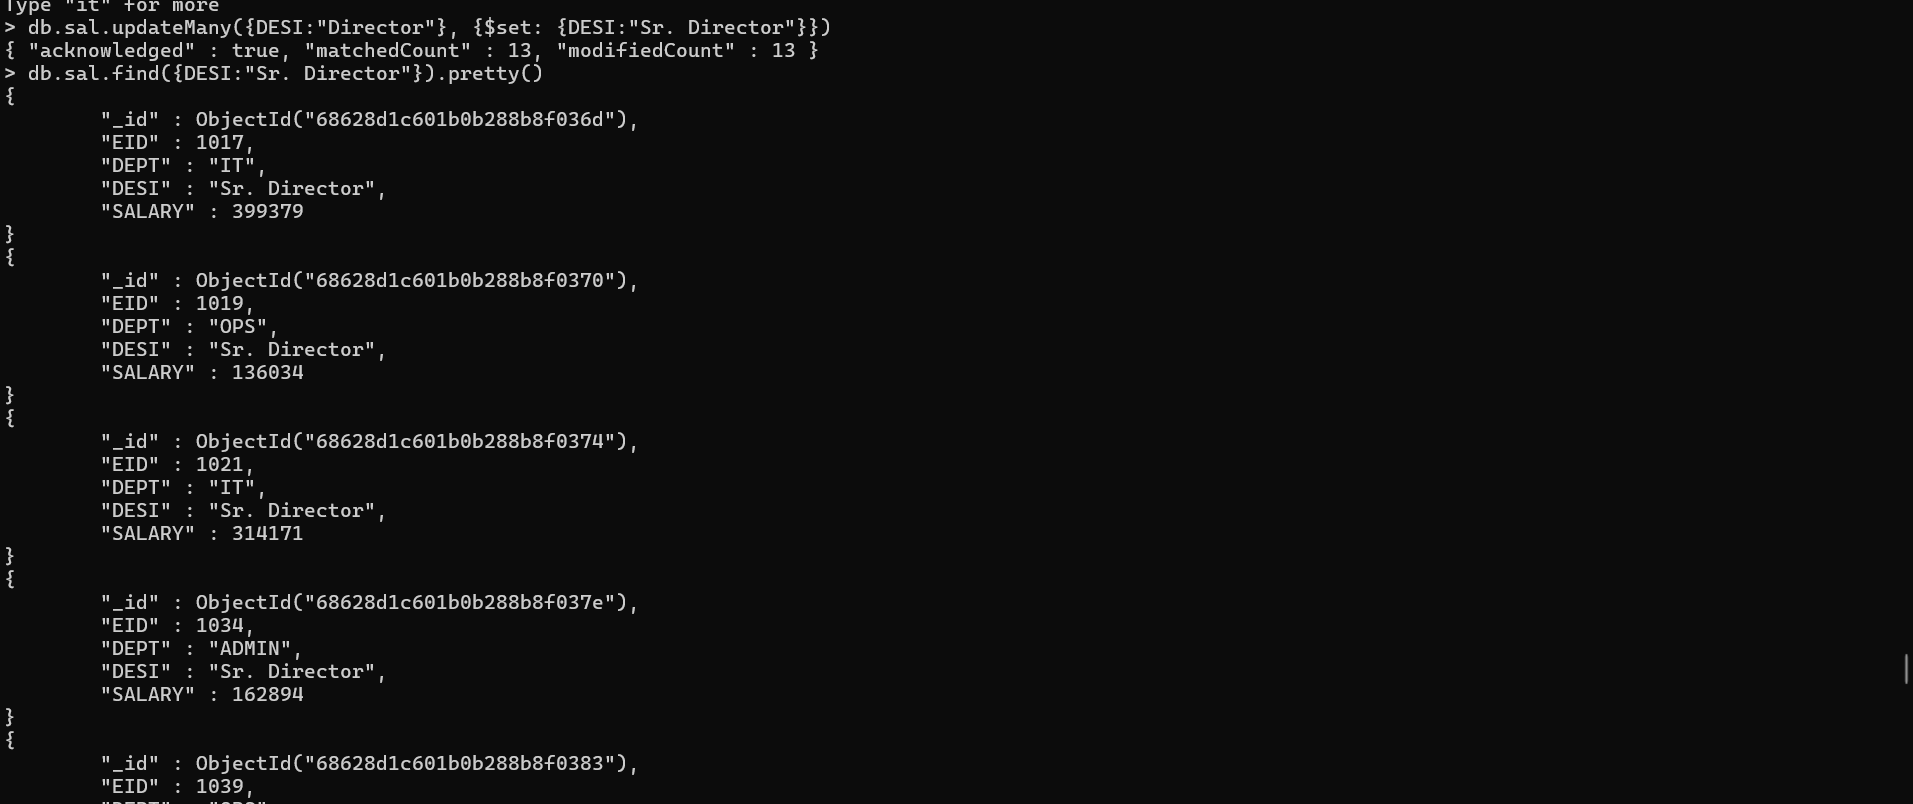 Type "it" for more
> db.sal.updateMany({DESI:"Director"}, {$set: {DESI:"Sr. Director"}})
{ "acknowledged" : true, "matchedCount" : 13, "modifiedCount" : 13 }
> db.sal.find({DESI:"Sr. Director"}).pretty()
{
        "_id" : ObjectId("68628d1c601b0b288b8f036d"),
        "EID" : 1017,
        "DEPT" : "IT",
        "DESI" : "Sr. Director",
        "SALARY" : 399379
}
{
        "_id" : ObjectId("68628d1c601b0b288b8f0370"),
        "EID" : 1019,
        "DEPT" : "OPS",
        "DESI" : "Sr. Director",
        "SALARY" : 136034
}
{
        "_id" : ObjectId("68628d1c601b0b288b8f0374"),
        "EID" : 1021,
        "DEPT" : "IT",
        "DESI" : "Sr. Director",
        "SALARY" : 314171
}
{
        "_id" : ObjectId("68628d1c601b0b288b8f037e"),
        "EID" : 1034,
        "DEPT" : "ADMIN",
        "DESI" : "Sr. Director",
        "SALARY" : 162894
}
{
        "_id" : ObjectId("68628d1c601b0b288b8f0383"),
        "EID" : 1039,